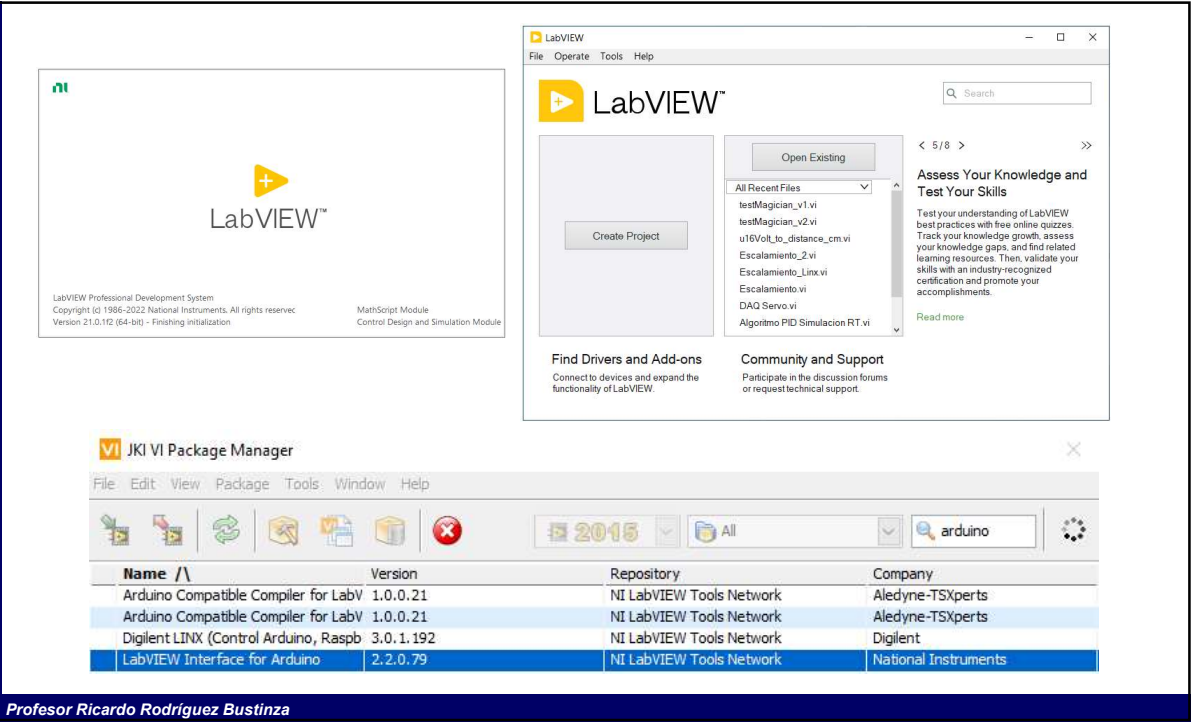 ni
LabVIEW™
LabVIEW Professional Development System
Copyright (c) 1986-2022 National Instruments. All rights reservec
MathScript Module
Version 21.0.1f2 (64-bit) - Finishing initialization
Control Design and Simulation Module
LabVIEW
File Operate Tools Help
LabVIEW™
Search
Create Project
Open Existing
All Recent Files
testMagician_v1.vi
testMagician_v2.vi
u16Volt_to_distance_cm.vi
Escalamiento_2.vi
Escalamiento_Linx.vi
Escalamiento.vi
DAQ Servo.vi
Algoritmo PID Simulacion RT.vi
< 5/8 > >>
Assess Your Knowledge and
Test Your Skills
Test your understanding of LabVIEW
best practices with free online quizzes.
Track your knowledge growth, assess
your knowledge gaps, and find related
learning resources. Then, validate your
skills with an industry-recognized
certification and promote your
accomplishments.
Read more
Find Drivers and Add-ons
Connect to devices and expand the
functionality of LabVIEW.
Community and Support
Participate in the discussion forums
or request technical support.
VI JKI VI Package Manager
File Edit View Package Tools Window Help
2015 All arduino
Name /\ Version Repository Company
Arduino Compatible Compiler for LabV 1.0.0.21 NI LabVIEW Tools Network Aledyne-TSXperts
Arduino Compatible Compiler for LabV 1.0.0.21 NI LabVIEW Tools Network Aledyne-TSXperts
Digilent LINX (Control Arduino, Raspb 3.0.1.192 NI LabVIEW Tools Network Digilent
LabVIEW Interface for Arduino 2.2.0.79 NI LabVIEW Tools Network National Instruments
Profesor Ricardo Rodríguez Bustinza